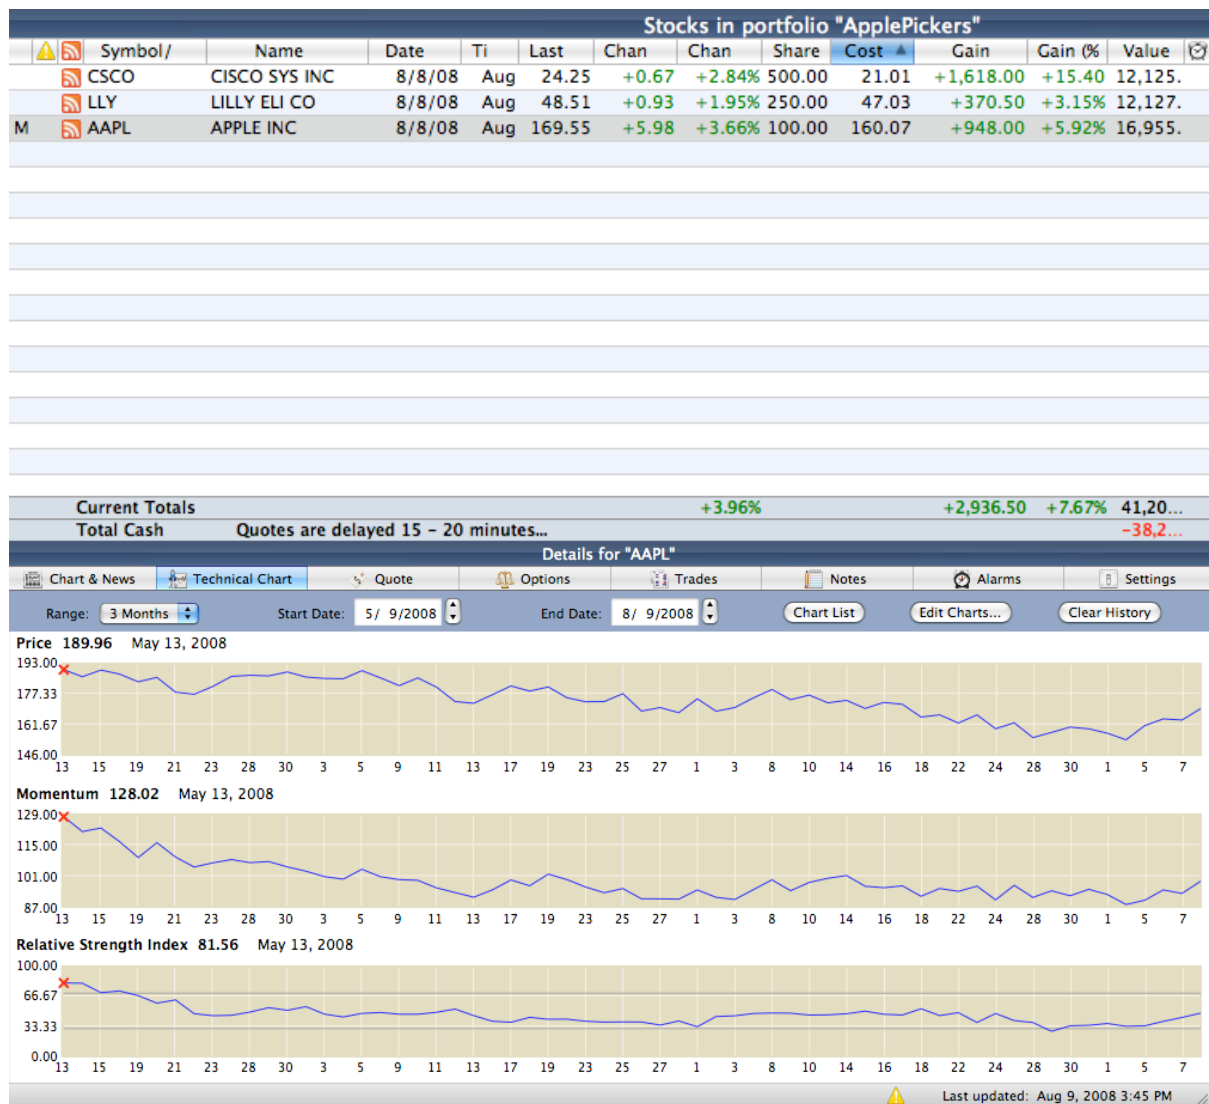 Stocks in portfolio "ApplePickers"
Symbol/ Name Date Ti Last Chan Chan Share Cost Gain Gain (% Value
CSCO CISCO SYS INC 8/8/08 Aug 24.25 +0.67 +2.84% 500.00 21.01 +1,618.00 +15.40 12,125.
LLY LILLY ELI CO 8/8/08 Aug 48.51 +0.93 +1.95% 250.00 47.03 +370.50 +3.15% 12,127.
M AAPL APPLE INC 8/8/08 Aug 169.55 +5.98 +3.66% 100.00 160.07 +948.00 +5.92% 16,955.
Current Totals +3.96% +2,936.50 +7.67% 41,20...
Total Cash Quotes are delayed 15 - 20 minutes... -38,2...
Details for "AAPL"
Chart & News Technical Chart Quote Options Trades Notes Alarms Settings
Range: 3 Months Start Date: 5/ 9/2008 End Date: 8/ 9/2008 Chart List Edit Charts... Clear History
Price 189.96 May 13, 2008
193.00
177.33
161.67
146.00
13 15 19 21 23 28 30 3 5 9 11 13 17 19 23 25 27 1 3 8 10 14 16 18 22 24 28 30 1 5 7
Momentum 128.02 May 13, 2008
129.00
115.00
101.00
87.00
13 15 19 21 23 28 30 3 5 9 11 13 17 19 23 25 27 1 3 8 10 14 16 18 22 24 28 30 1 5 7
Relative Strength Index 81.56 May 13, 2008
100.00
66.67
33.33
0.00
13 15 19 21 23 28 30 3 5 9 11 13 17 19 23 25 27 1 3 8 10 14 16 18 22 24 28 30 1 5 7
Last updated: Aug 9, 2008 3:45 PM